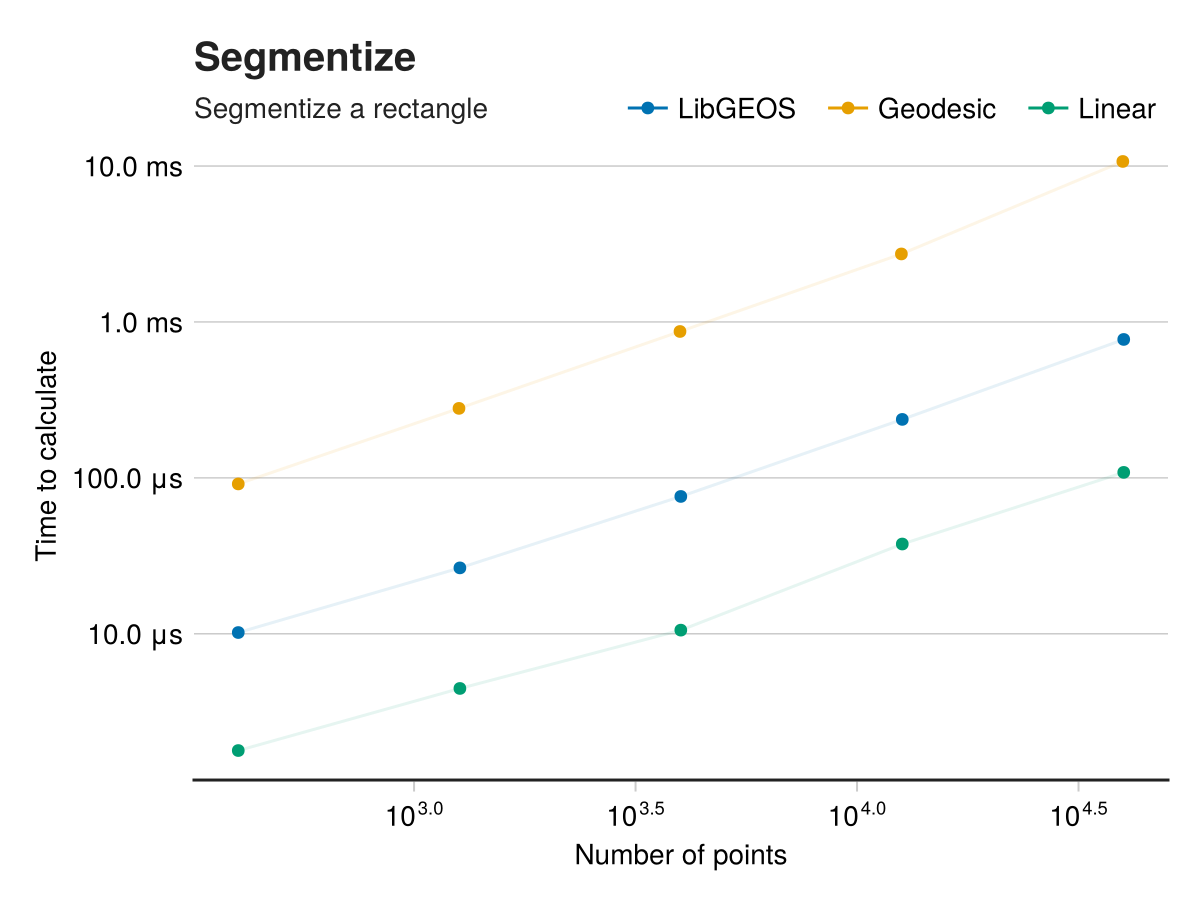 Segmentize
Segmentize a rectangle
LibGEOS
Geodesic
Linear
10.0 ms
1.0 ms
100.0 μs
10.0 μs
Time to calculate
10^3.0
10^3.5
10^4.0
10^4.5
Number of points